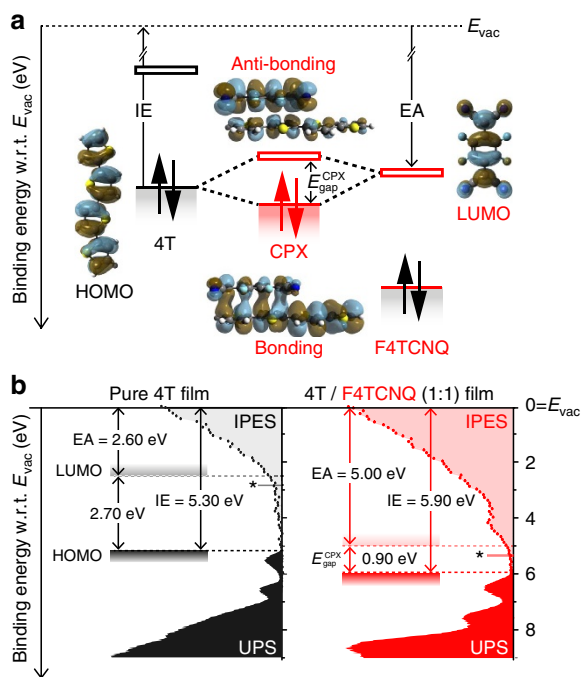 a
E_vac
Binding energy w.r.t. E_vac (eV)
IE
Anti-bonding
EA
E_gap^CPX
LUMO
4T
CPX
HOMO
F4TCNQ
Bonding
b
Pure 4T film
4T / F4TCNQ (1:1) film
0=E_vac
Binding energy w.r.t. E_vac (eV)
IPES
IPES
EA = 2.60 eV
EA = 5.00 eV
2
LUMO
IE = 5.30 eV
IE = 5.90 eV
*
2.70 eV
4
*
HOMO
E_gap^CPX
0.90 eV
6
8
UPS
UPS